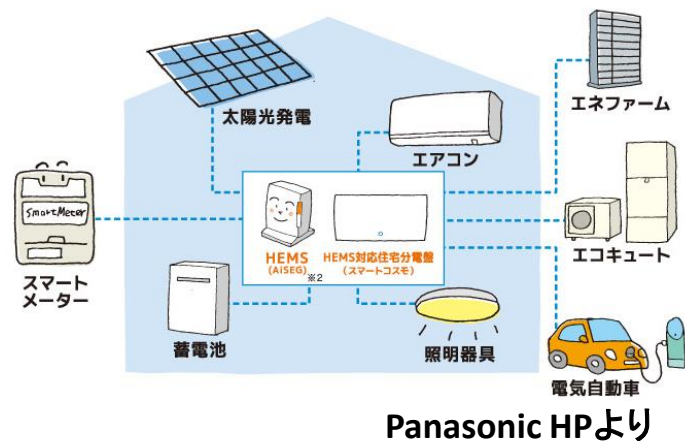 太陽光発電
エアコン
エネファーム
SmartMeter
スマート
メーター
HEMS
(AiSEG)
※2
HEMS対応住宅分電盤
(スマートコスモ)
エコキュート
蓄電池
照明器具
電気自動車
Panasonic HPより